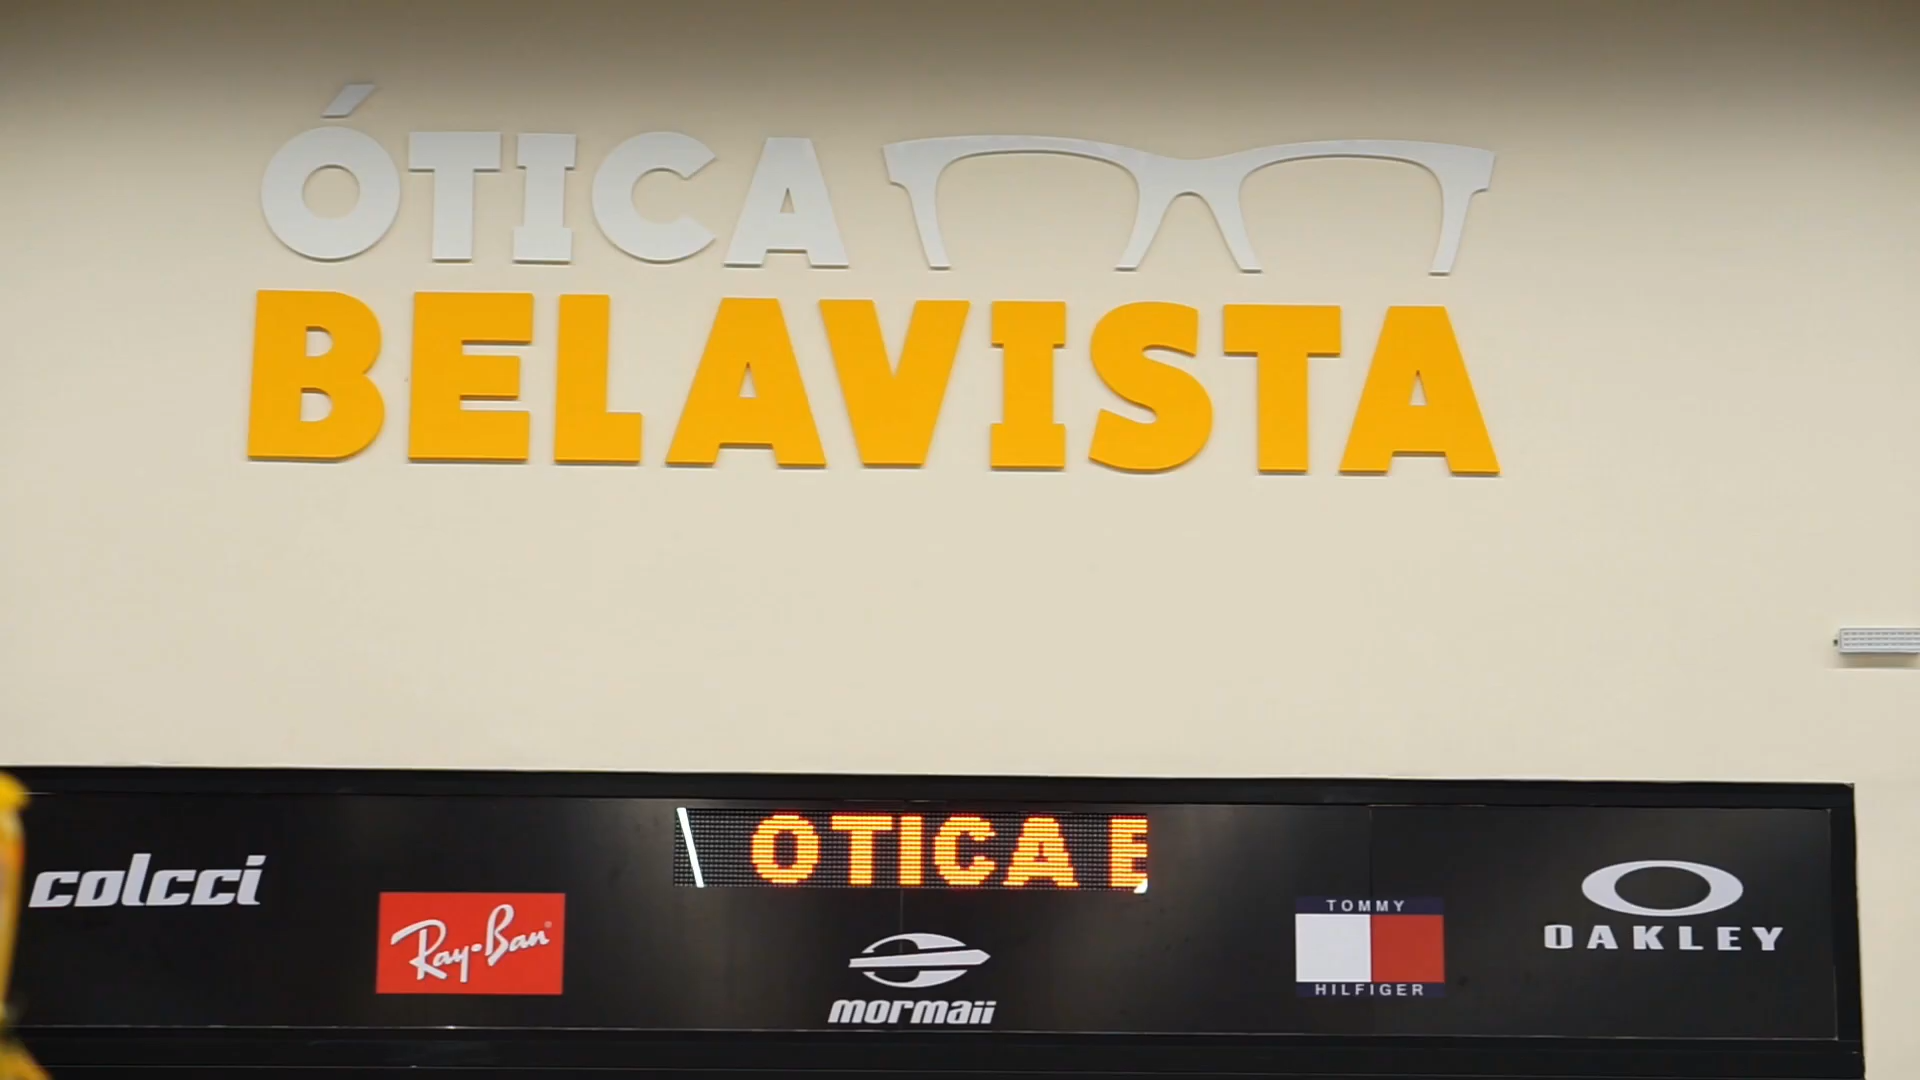 ÓTICA
BELAVISTA
OTICA
colcci
Ray-Ban
mormaii
TOMMY
HILFIGER
OAKLEY